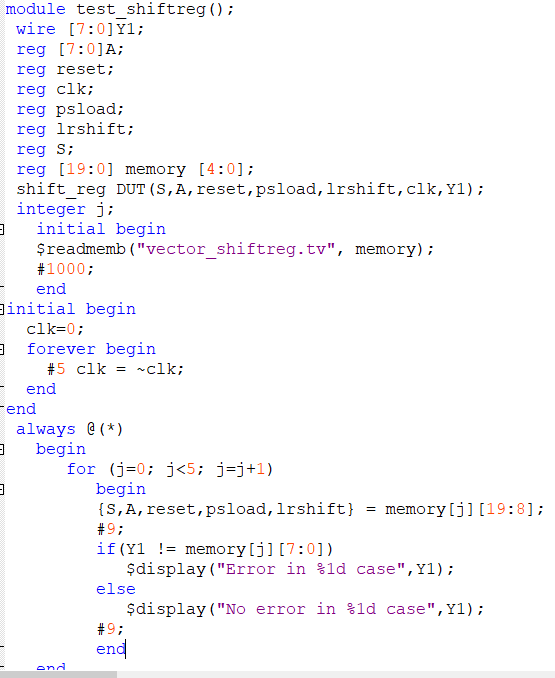 module test_shiftreg();
wire [7:0]Y1;
reg [7:0]A;
reg reset;
reg clk;
reg psload;
reg lrshift;
reg S;
reg [19:0] memory [4:0];
shift_reg DUT(S,A,reset,psload,lrshift,clk,Y1);
integer j;
initial begin
$readmemb("vector_shiftreg.tv", memory);
#1000;
end
initial begin
clk=0;
forever begin
#5 clk = ~clk;
end
end
always @(*)
begin
for (j=0; j<5; j=j+1)
begin
{S,A,reset,psload,lrshift} = memory[j][19:8];
#9;
if(Y1 != memory[j][7:0])
$display("Error in %1d case",Y1);
else
$display("No error in %1d case",Y1);
#9;
end
end